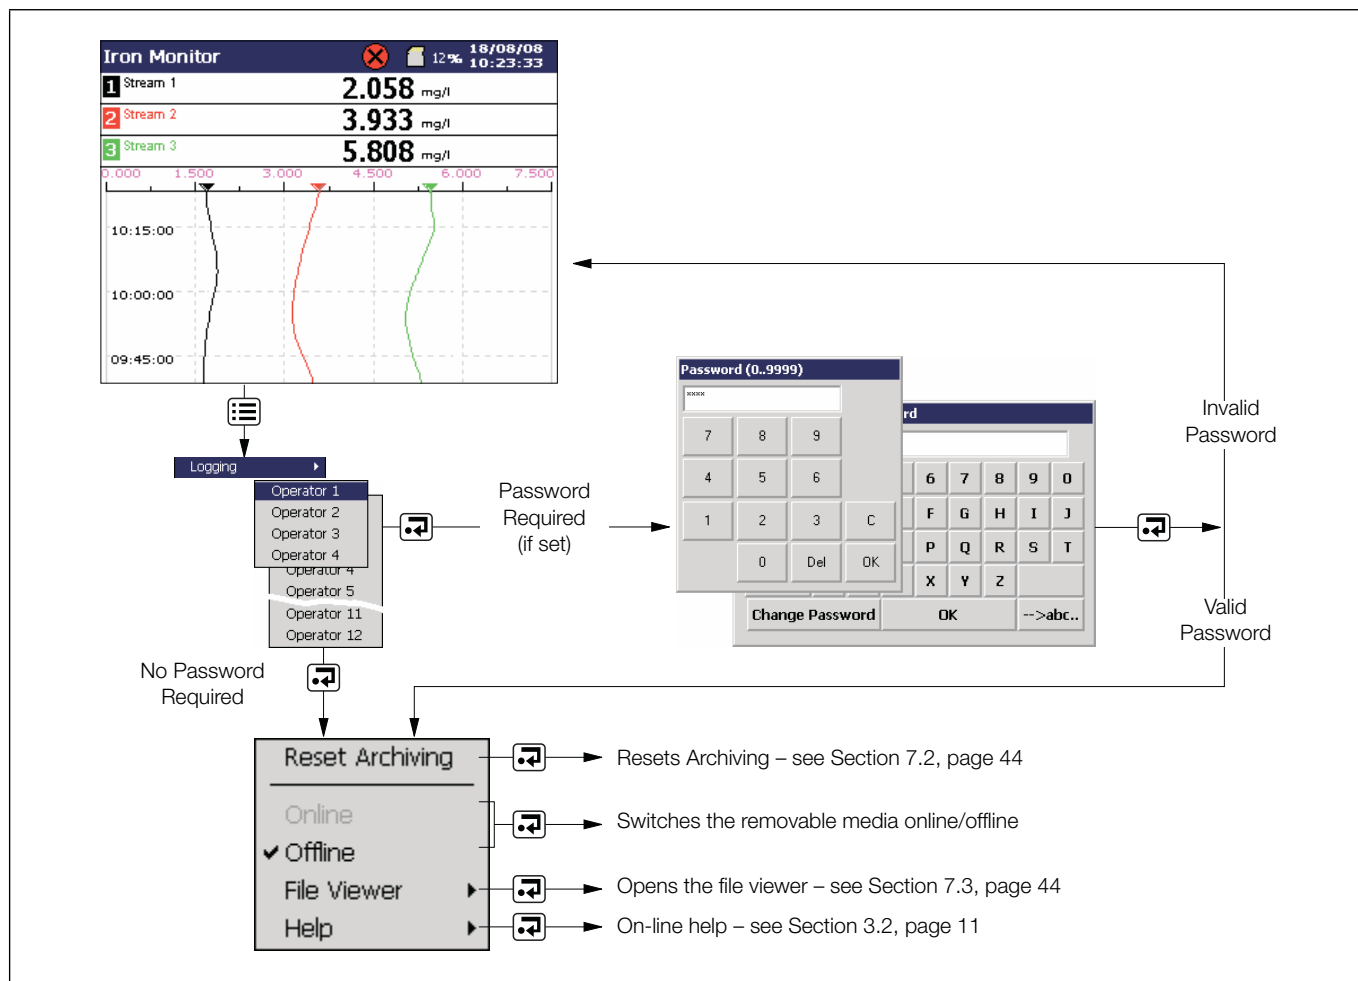 Iron Monitor 12% 18/08/08
10:23:33
1 Stream 1 2.058 mg/l
2 Stream 2 3.933 mg/l
3 Stream 3 5.808 mg/l
0.000 1.500 3.000 4.500 6.000 7.500
10:15:00
10:00:00
09:45:00
Logging
Operator 1
Operator 2
Operator 3
Operator 4
Operator 4
Operator 5
Operator 11
Operator 12
Password
Required
(if set)
Password (0..9999)
****
7 8 9
4 5 6
1 2 3 C
0 Del OK
rd
6 7 8 9 0
F G H I J
P Q R S T
X Y Z
Change Password OK -->abc..
Invalid
Password
Valid
Password
No Password
Required
Reset Archiving
Online
Offline
File Viewer
Help
Resets Archiving – see Section 7.2, page 44
Switches the removable media online/offline
Opens the file viewer – see Section 7.3, page 44
On-line help – see Section 3.2, page 11